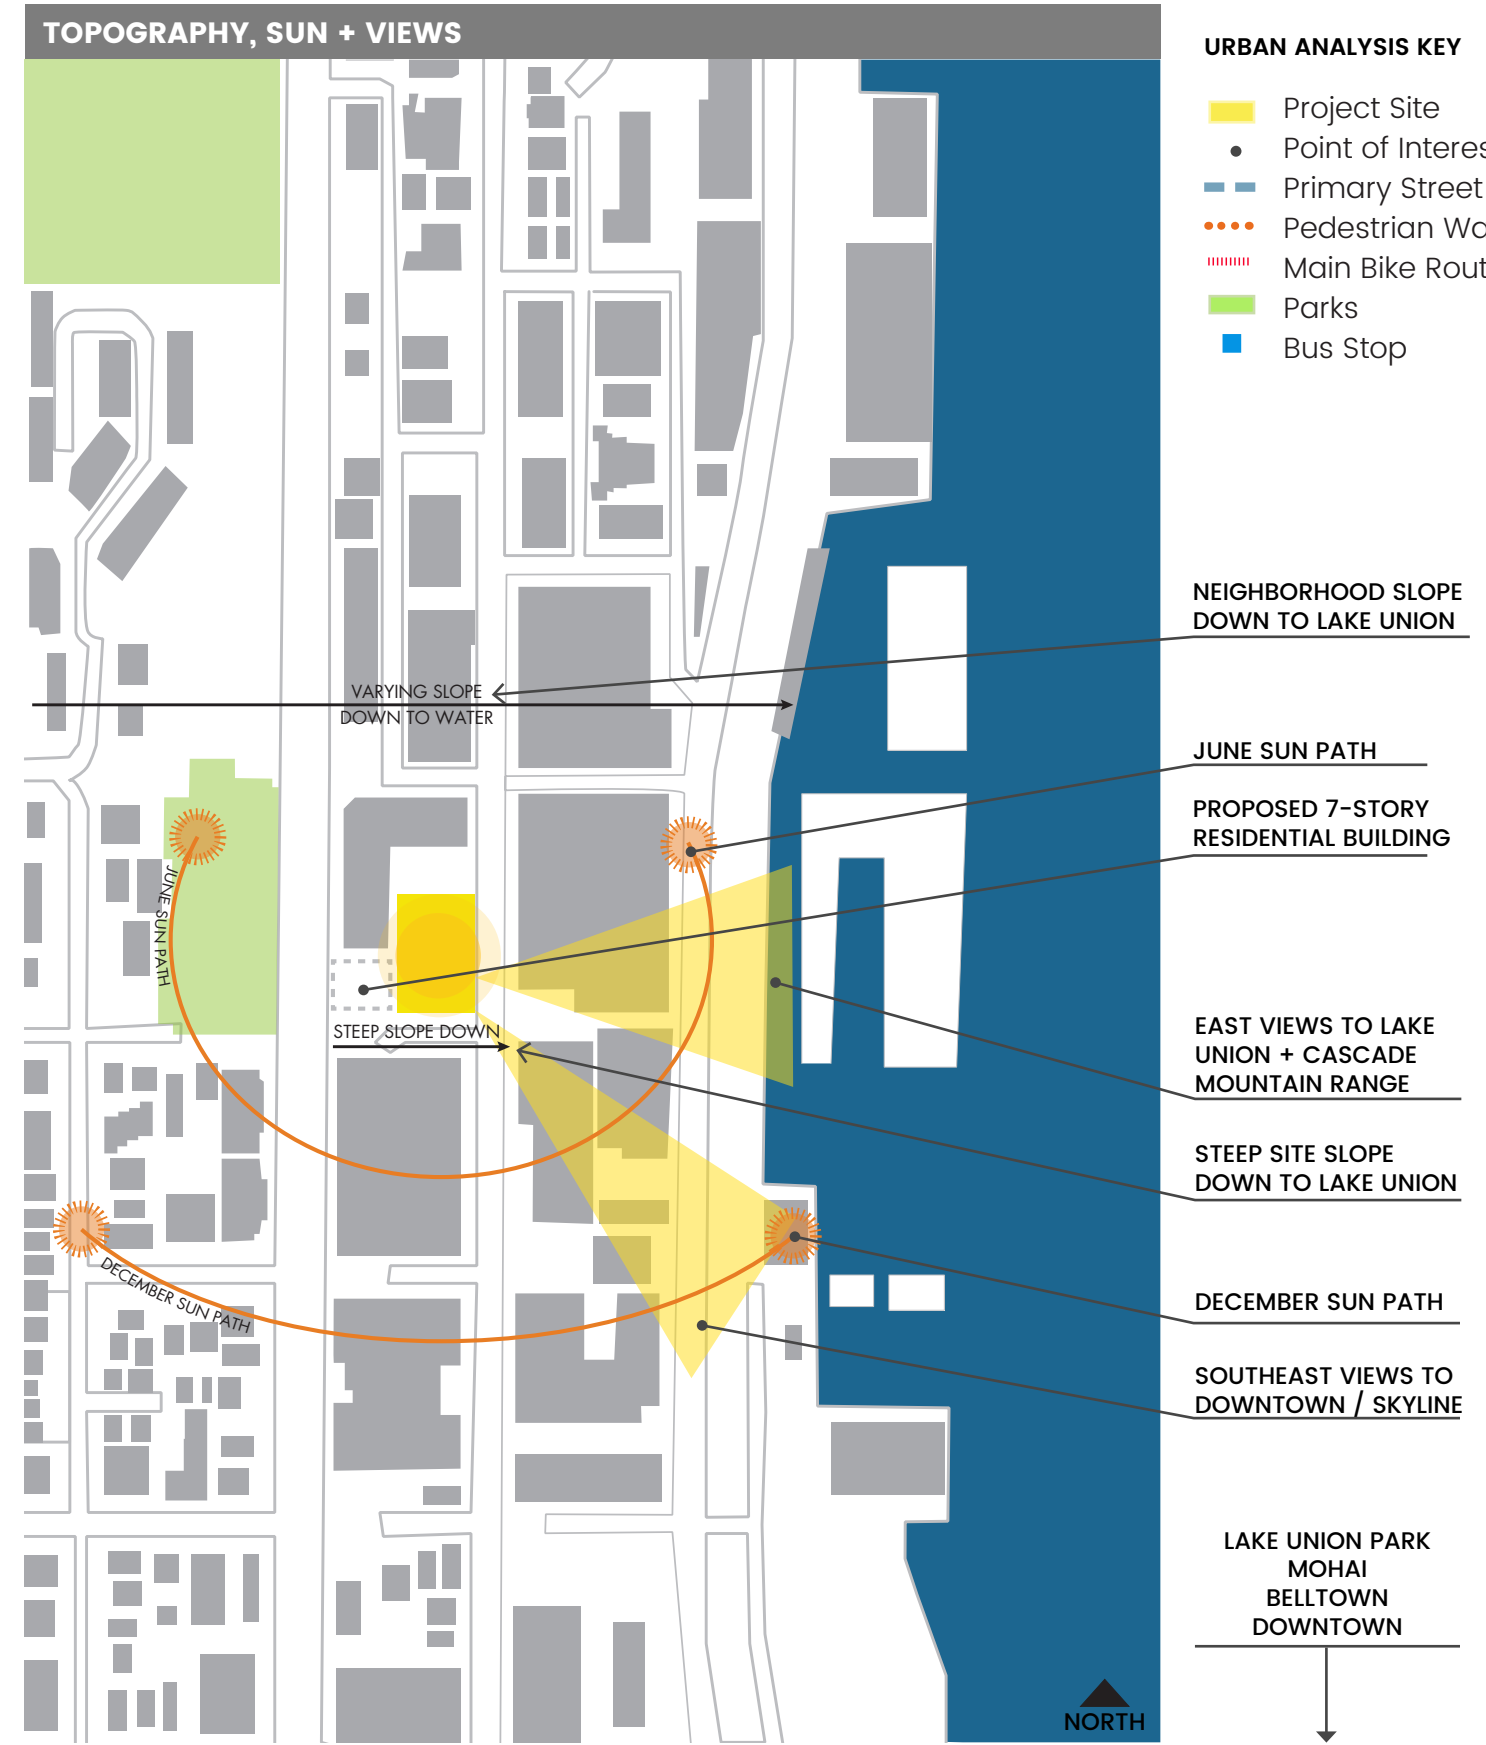 TOPOGRAPHY, SUN + VIEWS
URBAN ANALYSIS KEY
Project Site
Point of Interes
Primary Street
Pedestrian Wa
Main Bike Rout
Parks
Bus Stop
NEIGHBORHOOD SLOPE
DOWN TO LAKE UNION
VARYING SLOPE
DOWN TO WATER
JUNE SUN PATH
PROPOSED 7-STORY
RESIDENTIAL BUILDING
JUNE SUN PATH
STEEP SLOPE DOWN
EAST VIEWS TO LAKE
UNION + CASCADE
MOUNTAIN RANGE
STEEP SITE SLOPE
DOWN TO LAKE UNION
DECEMBER SUN PATH
DECEMBER SUN PATH
SOUTHEAST VIEWS TO
DOWNTOWN / SKYLINE
LAKE UNION PARK
MOHAI
BELLTOWN
DOWNTOWN
NORTH